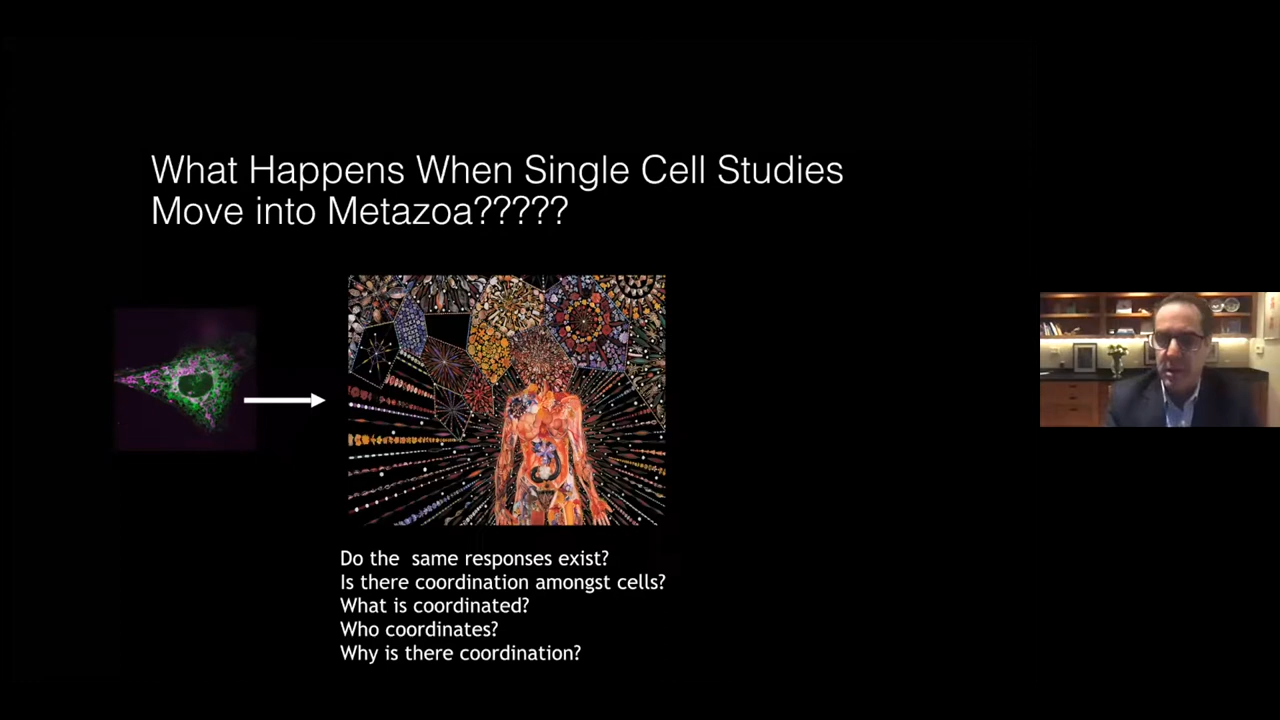 What Happens When Single Cell Studies
Move into Metazoa?????
Do the same responses exist?
Is there coordination amongst cells?
What is coordinated?
Who coordinates?
Why is there coordination?